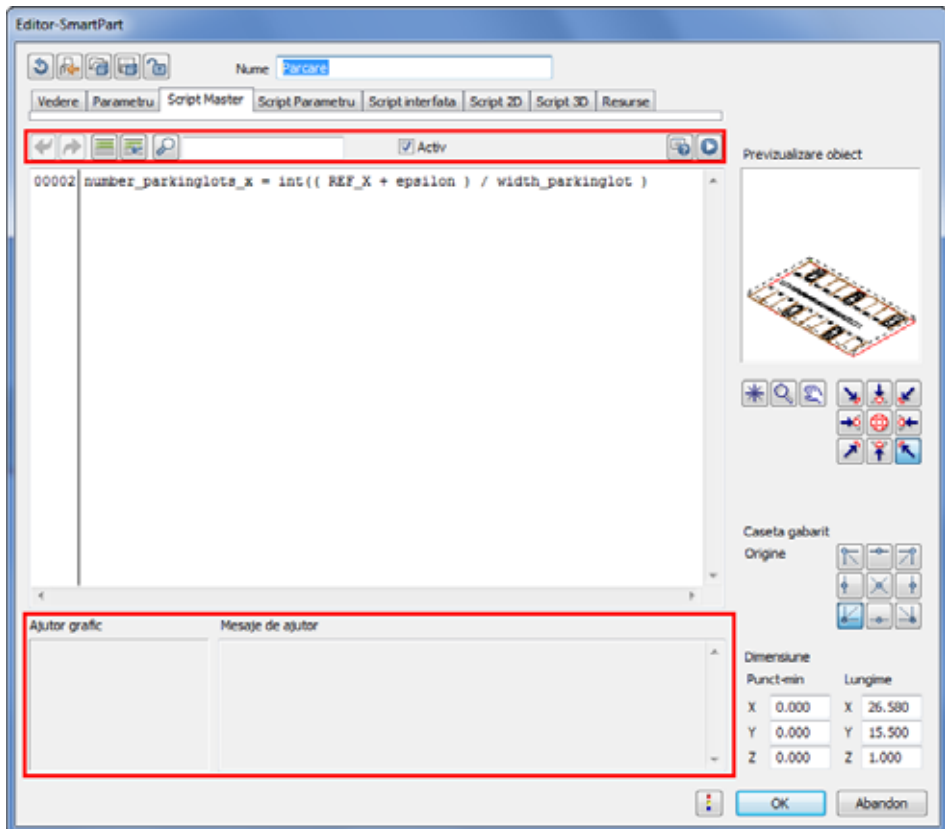 Editor-SmartPart
Nume Parcare
Vedere Parametru Script Master Script Parametru Script interfata Script 2D Script 3D Resurse
Activ
Previzualizare obiect
00002 number_parkinglots_x = int(( REF_X + epsilon ) / width_parkinglot )
Caseta gabarit
Origine
Ajutor grafic Mesaje de ajutor
Dimensiune
Punct-min Lungime
X 0.000 X 26.580
Y 0.000 Y 15.500
Z 0.000 Z 1.000
OK Abandon